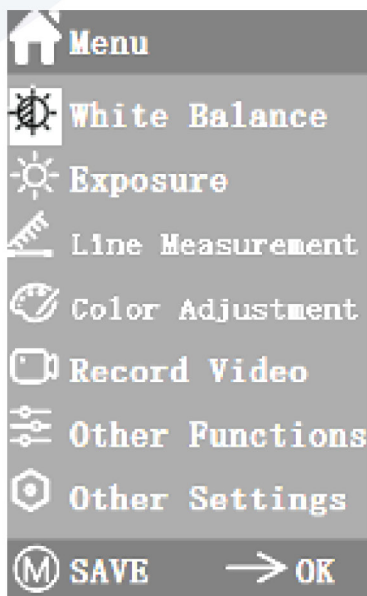 Menu
White Balance
Exposure
Line Measurement
Color Adjustment
Record Video
Other Functions
Other Settings
M SAVE → OK